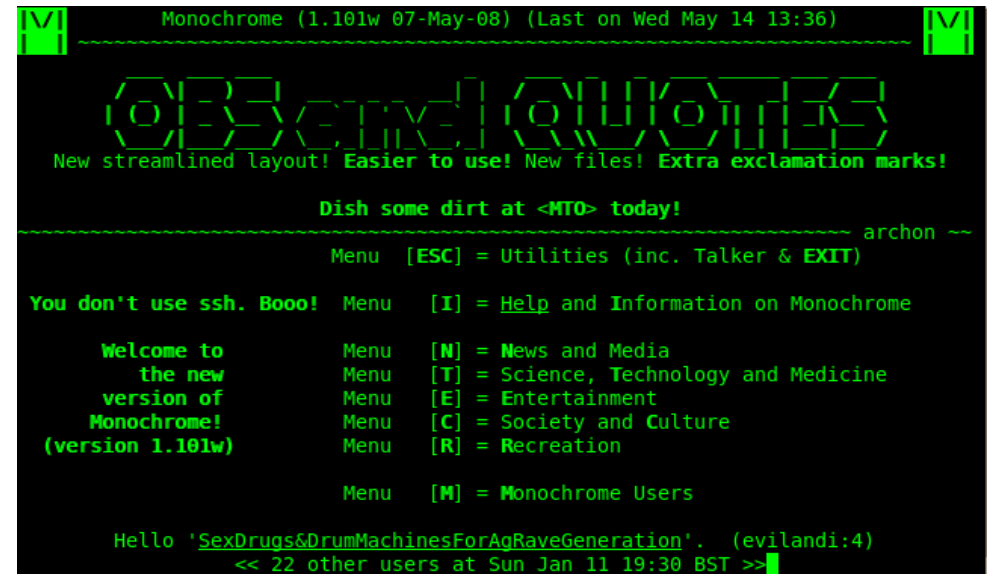 Monochrome (1.101w 07-May-08) (Last on Wed May 14 13:36)
OBS and QUOTES
New streamlined layout! Easier to use! New files! Extra exclamation marks!
Dish some dirt at <MTO> today!
archon
Menu [ESC] = Utilities (inc. Talker & EXIT)
You don't use ssh. Booo! Menu [I] = Help and Information on Monochrome
Welcome to Menu [N] = News and Media
the new Menu [T] = Science, Technology and Medicine
version of Menu [E] = Entertainment
Monochrome! Menu [C] = Society and Culture
(version 1.101w) Menu [R] = Recreation
Menu [M] = Monochrome Users
Hello 'SexDrugs&DrumMachinesForAgRaveGeneration'. (evilandi:4)
<< 22 other users at Sun Jan 11 19:30 BST >>